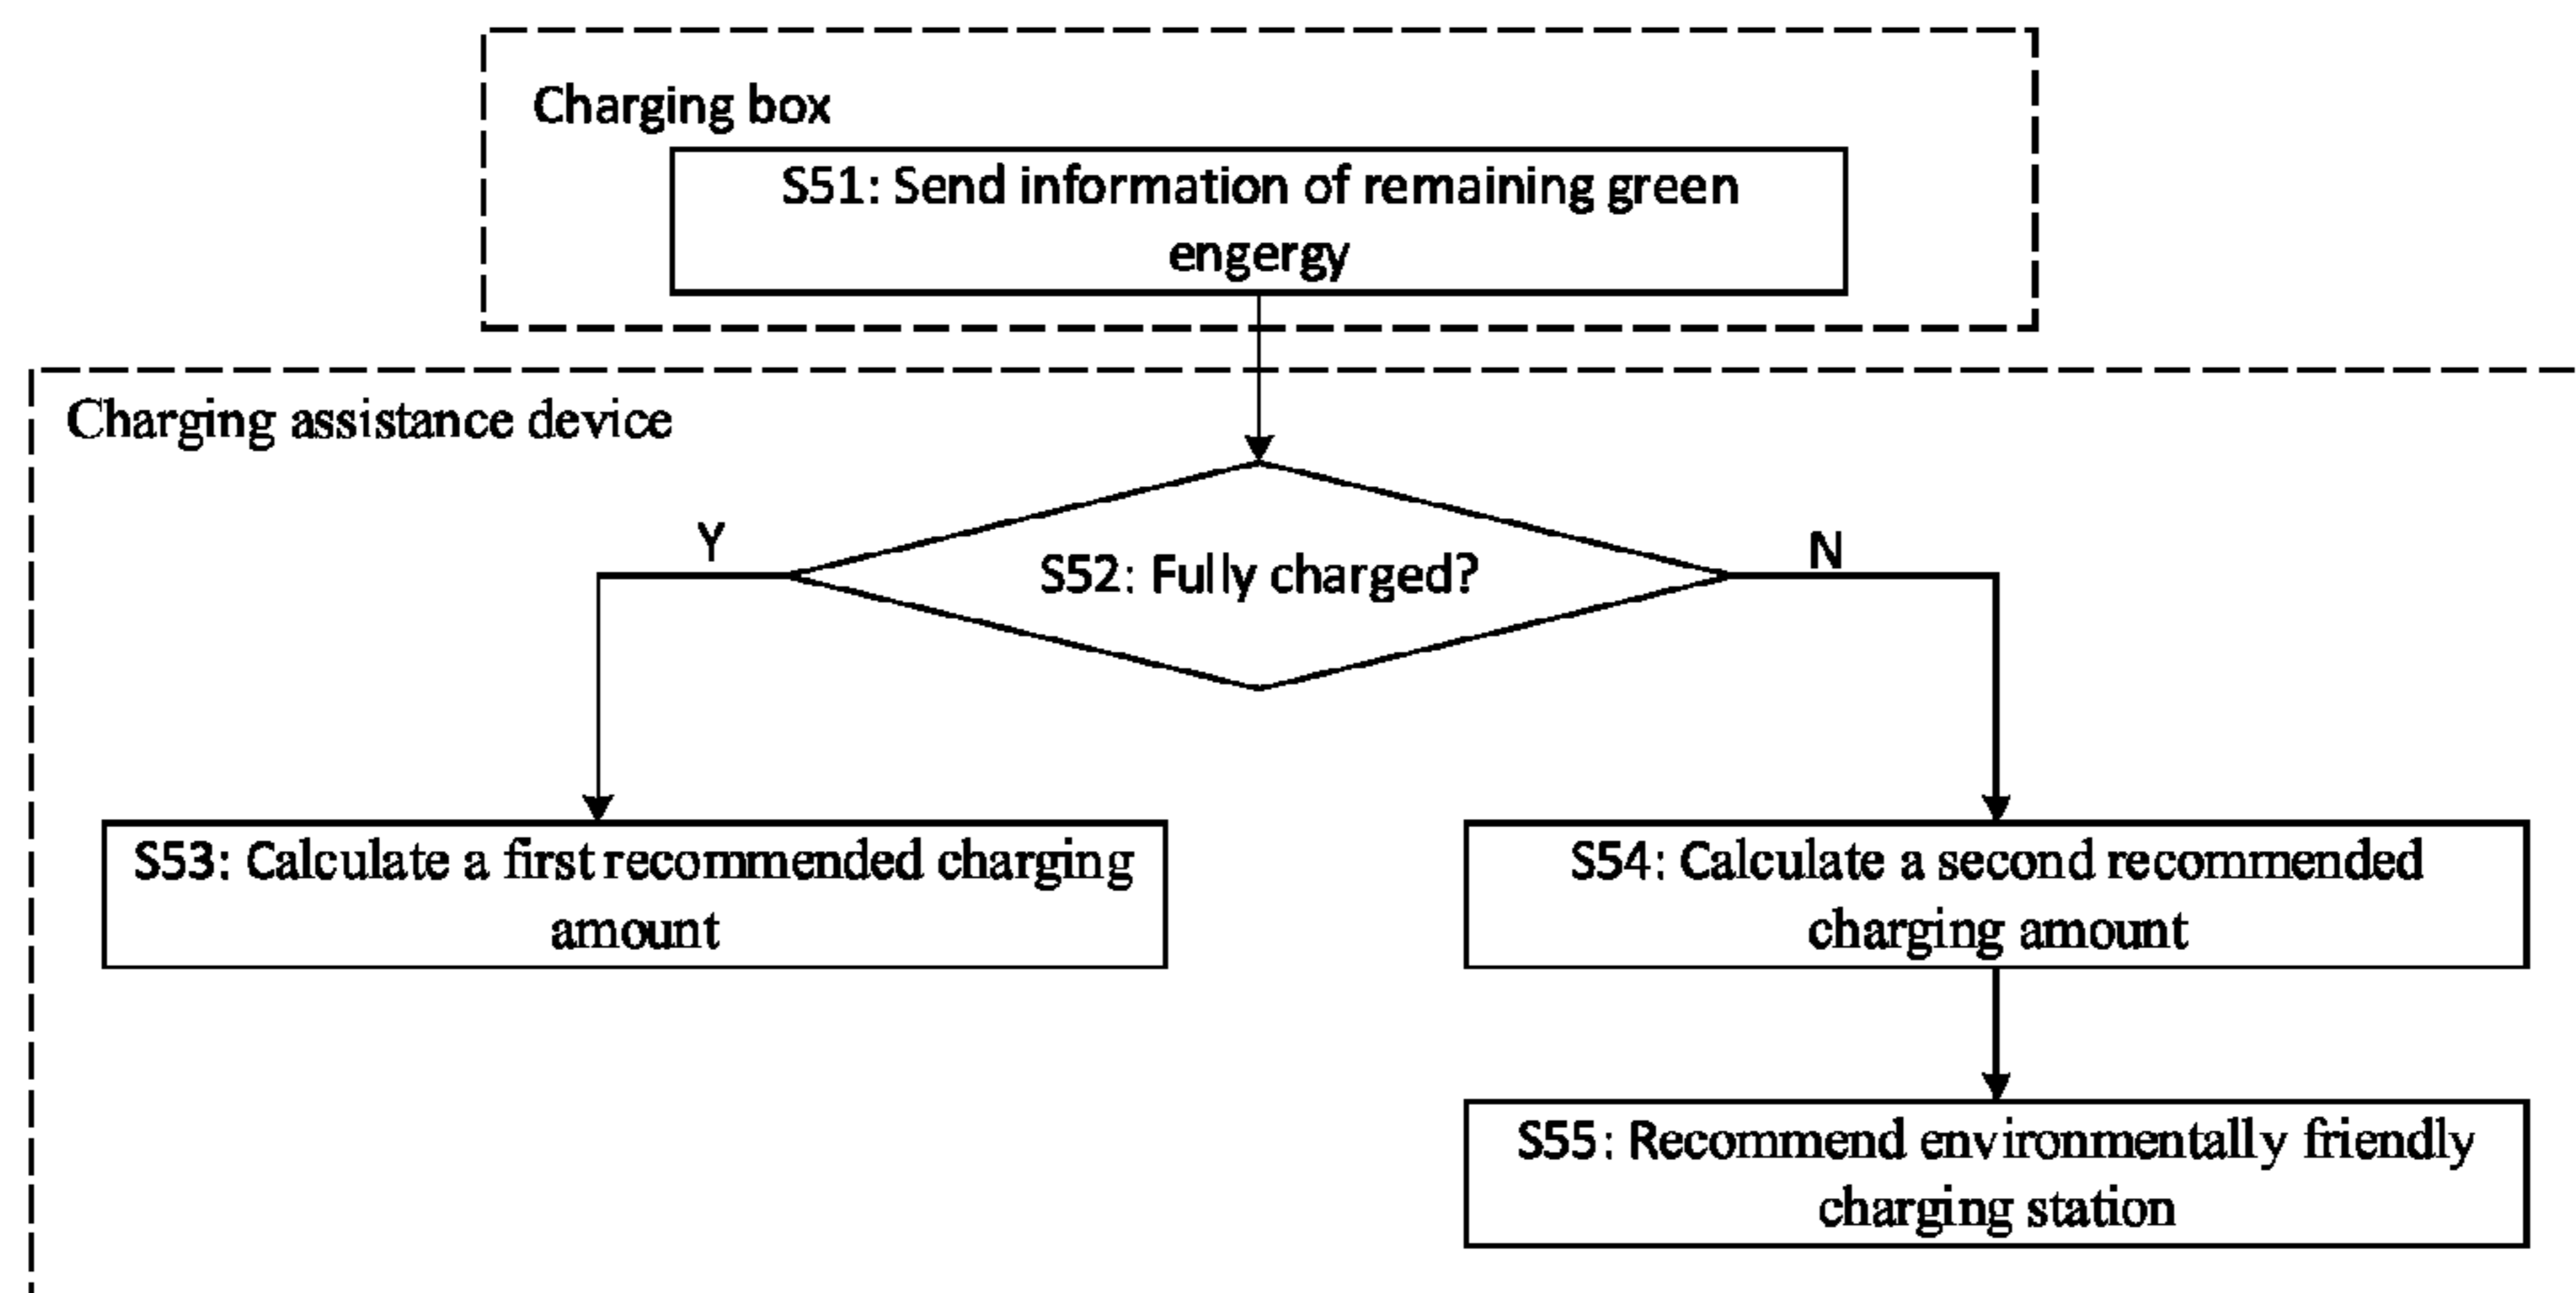 Charging box
S51: Send information of remaining green
engergy
Charging assistance device
Y
S52: Fully charged?
N
S53: Calculate a first recommended charging
amount
S54: Calculate a second recommended
charging amount
S55: Recommend environmentally friendly
charging station